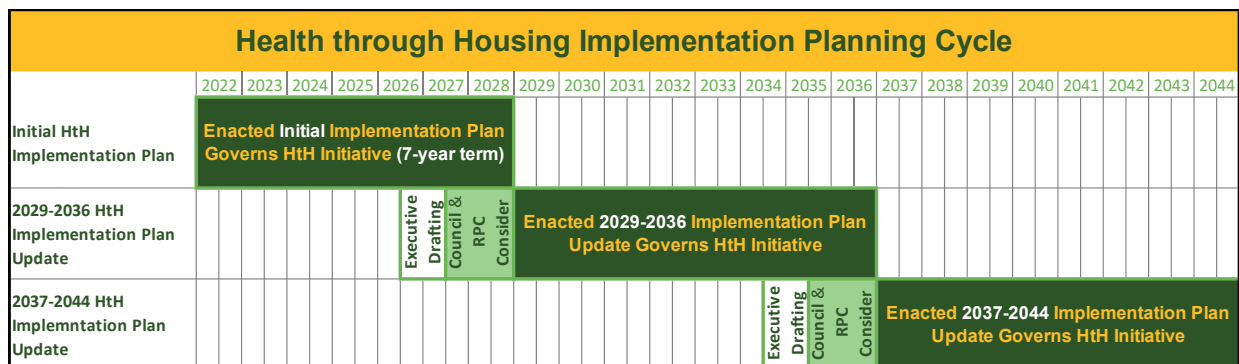 Health through Housing Implementation Planning Cycle
2022 2023 2024 2025 2026 2027 2028 2029 2030 2031 2032 2033 2034 2035 2036 2037 2038 2039 2040 2041 2042 2043 2044
Initial HtH
Implementation Plan
Enacted Initial Implementation Plan
Governs HtH Initiative (7-year term)
2029-2036 HtH
Implementation Plan
Update
Executive
Drafting
Council &
RPC
Consider
Enacted 2029-2036 Implementation Plan
Update Governs HtH Initiative
2037-2044 HtH
Implemntation Plan
Update
Executive
Drafting
Council &
RPC
Consider
Enacted 2037-2044 Implementation Plan
Update Governs HtH Initiative